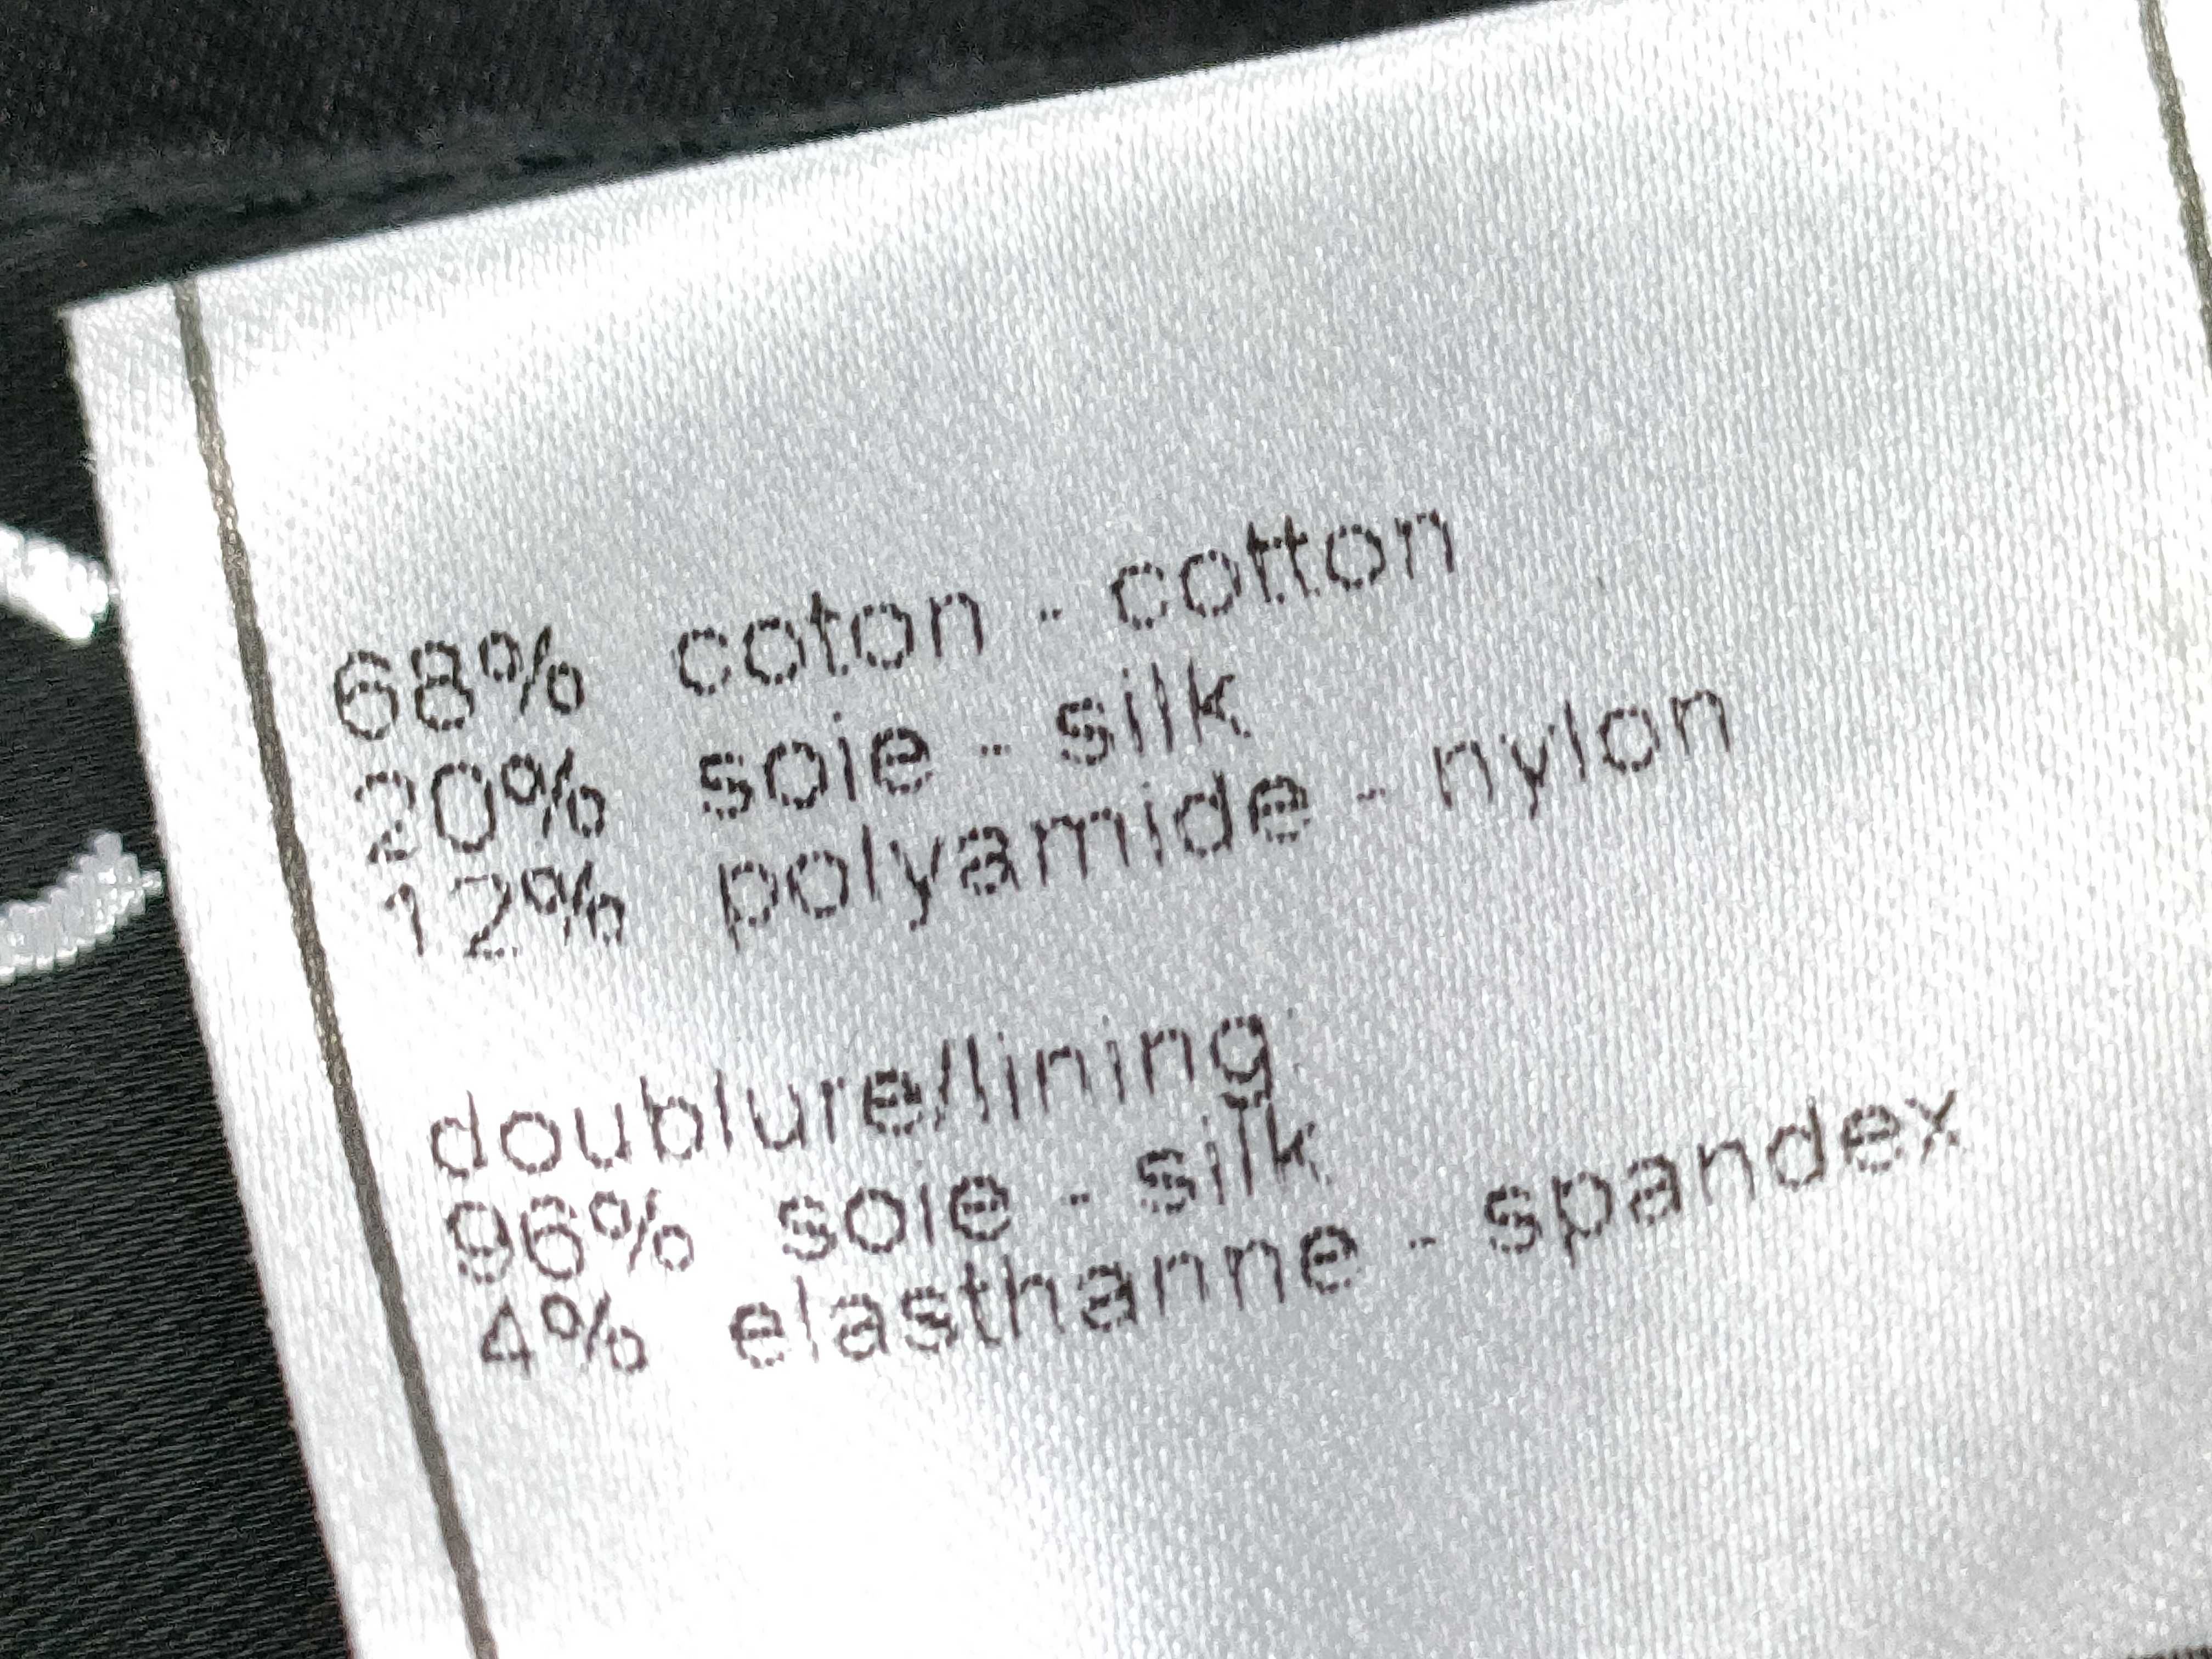 68% coton - cotton
20% soie - silk
12% polyamide - nylon
doublure/lining
96% soie - silk
4% elasthanne - spandex